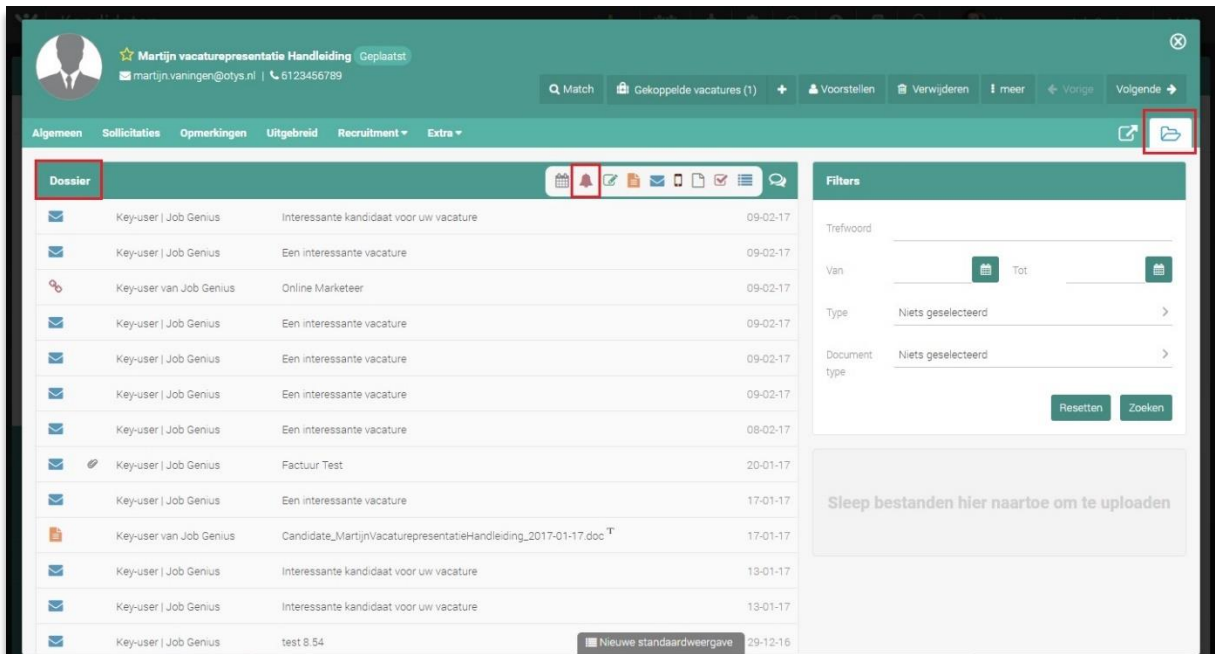 Martijn vacaturepresentatie Handleiding Geplaatst
martijn.vaningen@otys.nl | 6123456789
Match Gekoppelde vacatures (1) + Voorstellen Verwijderen meer Vorige Volgende
Algemeen Sollicitaties Opmerkingen Uitgebreid Recruitment Extra
Dossier
Key-user | Job Genius Interessante kandidaat voor uw vacature 09-02-17
Key-user | Job Genius Een interessante vacature 09-02-17
Key-user van Job Genius Online Marketeer 09-02-17
Key-user | Job Genius Een interessante vacature 09-02-17
Key-user | Job Genius Een interessante vacature 09-02-17
Key-user | Job Genius Een interessante vacature 09-02-17
Key-user | Job Genius Een interessante vacature 08-02-17
Key-user | Job Genius Factuur Test 20-01-17
Key-user | Job Genius Een interessante vacature 17-01-17
Key-user van Job Genius Candidate_MartijnVacaturepresentatieHandleiding_2017-01-17.doc T 17-01-17
Key-user | Job Genius Interessante kandidaat voor uw vacature 13-01-17
Key-user | Job Genius Interessante kandidaat voor uw vacature 13-01-17
Key-user | Job Genius test 8.54 29-12-16
Nieuwe standaardweergave
Filters
Trefwoord
Van Tot
Type Niets geselecteerd
Document Niets geselecteerd
type
Resetten Zoeken
Sleep bestanden hier naartoe om te uploaden